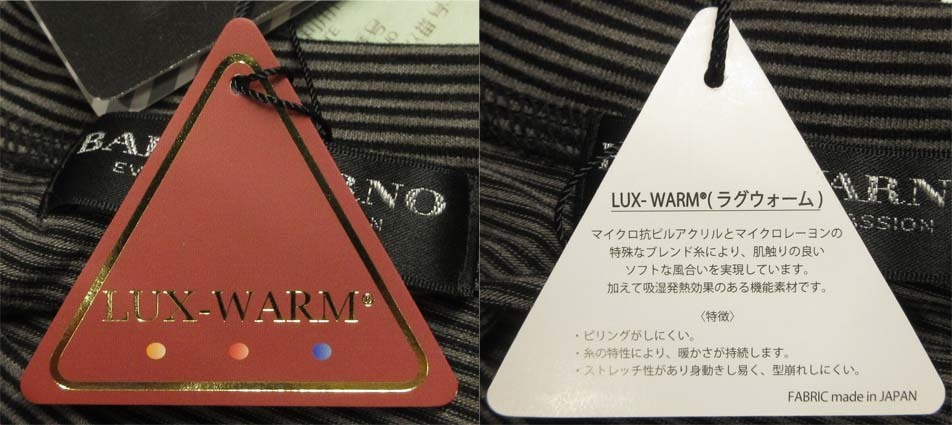 BAR
RNO
LUX-WARM®
ARNO
SSION
LUX- WARM®( ラグウォーム )
マイクロ抗ピルアクリルとマイクロレーヨンの
特殊なブレンド糸により、肌触りの良い
ソフトな風合いを実現しています。
加えて吸湿発熱効果のある機能素材です。
〈特徴〉
・ピリングがしにくい。
・糸の特性により、暖かさが持続します。
・ストレッチ性があり身動きし易く、型崩れしにくい。
FABRIC made in JAPAN